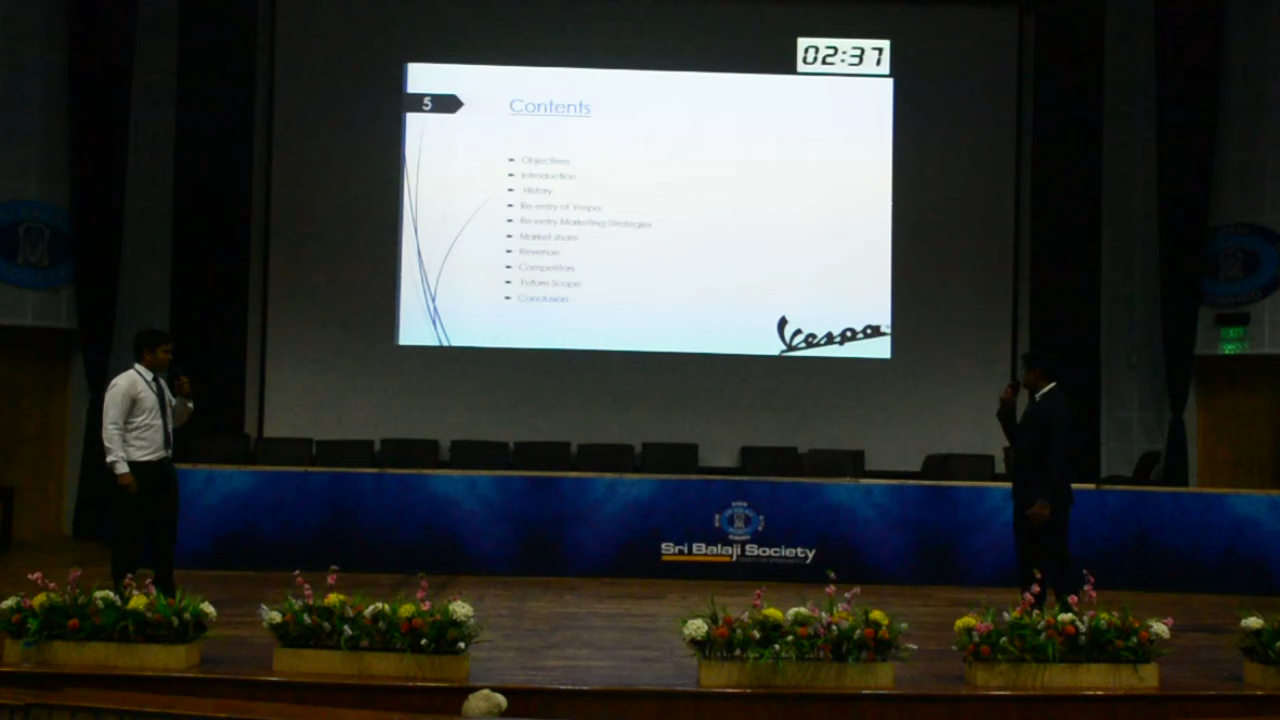 02:37
5
Contents
Objectives
Introduction
History
Re-entry of Vespa
Re-entry Marketing Strategies
Market share
Revenue
Competitors
Future Scope
Conclusion
Vespa
Sri Balaji Society